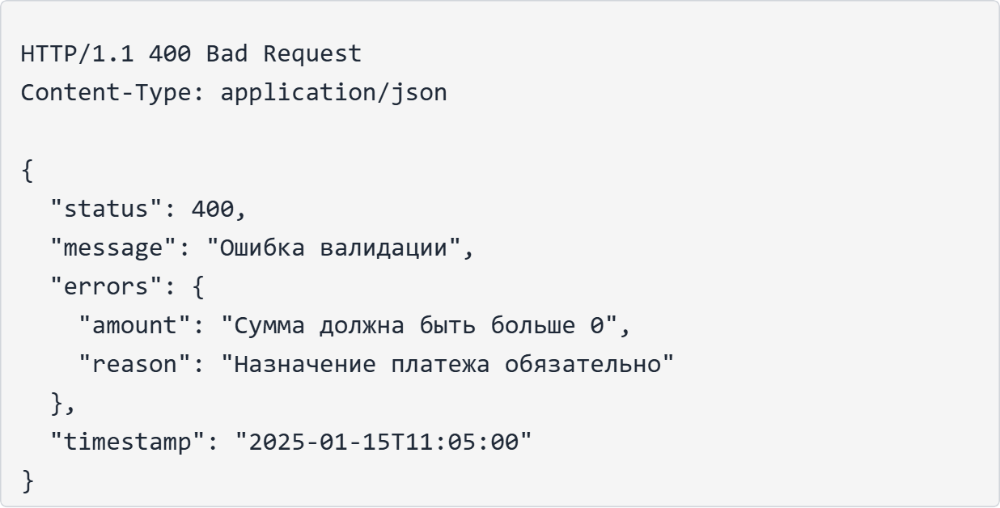 HTTP/1.1 400 Bad Request
Content-Type: application/json

{
  "status": 400,
  "message": "Ошибка валидации",
  "errors": {
    "amount": "Сумма должна быть больше 0",
    "reason": "Назначение платежа обязательно"
  },
  "timestamp": "2025-01-15T11:05:00"
}